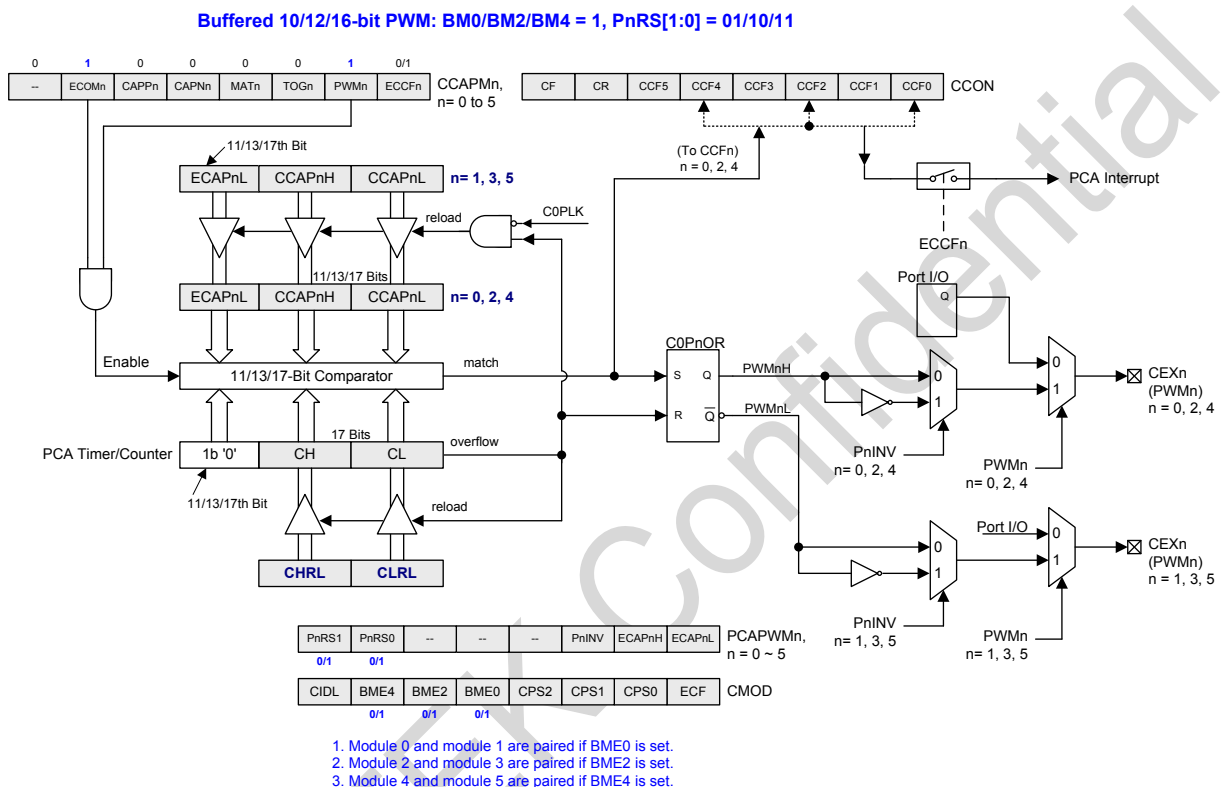 Buffered 10/12/16-bit PWM: BM0/BM2/BM4 = 1, PnRS[1:0] = 01/10/11
0 1 0 0 0 0 1 0/1
-- ECOMn CAPPn CAPNn MATn TOGn PWMn ECCFn CCAPMn,
n= 0 to 5
CF CR CCF5 CCF4 CCF3 CCF2 CCF1 CCF0 CCON
11/13/17th Bit
(To CCFn)
n = 0, 2, 4
ECAPnL CCAPnH CCAPnL n= 1, 3, 5
PCA Interrupt
reload
C0PLK
ECCFn
11/13/17 Bits
Port I/O
Q
ECAPnL CCAPnH CCAPnL n= 0, 2, 4
C0PnOR
Enable
11/13/17-Bit Comparator
match
S Q PWMnH
0
1
0
1
CEXn
(PWMn)
n = 0, 2, 4
R Q PWMnL
17 Bits
PCA Timer/Counter 1b '0' CH CL overflow
PnINV
n= 0, 2, 4
PWMn
n= 0, 2, 4
11/13/17th Bit
reload
Port I/O
0
1
0
1
CEXn
(PWMn)
n = 1, 3, 5
CHRL CLRL
PnINV
n= 1, 3, 5
PWMn
n= 1, 3, 5
PnRS1 PnRS0 -- -- -- PnINV ECAPnH ECAPnL PCAPWMn,
n = 0 ~ 5
0/1 0/1
CIDL BME4 BME2 BME0 CPS2 CPS1 CPS0 ECF CMOD
0/1 0/1 0/1
1. Module 0 and module 1 are paired if BME0 is set.
2. Module 2 and module 3 are paired if BME2 is set.
3. Module 4 and module 5 are paired if BME4 is set.
Confidential